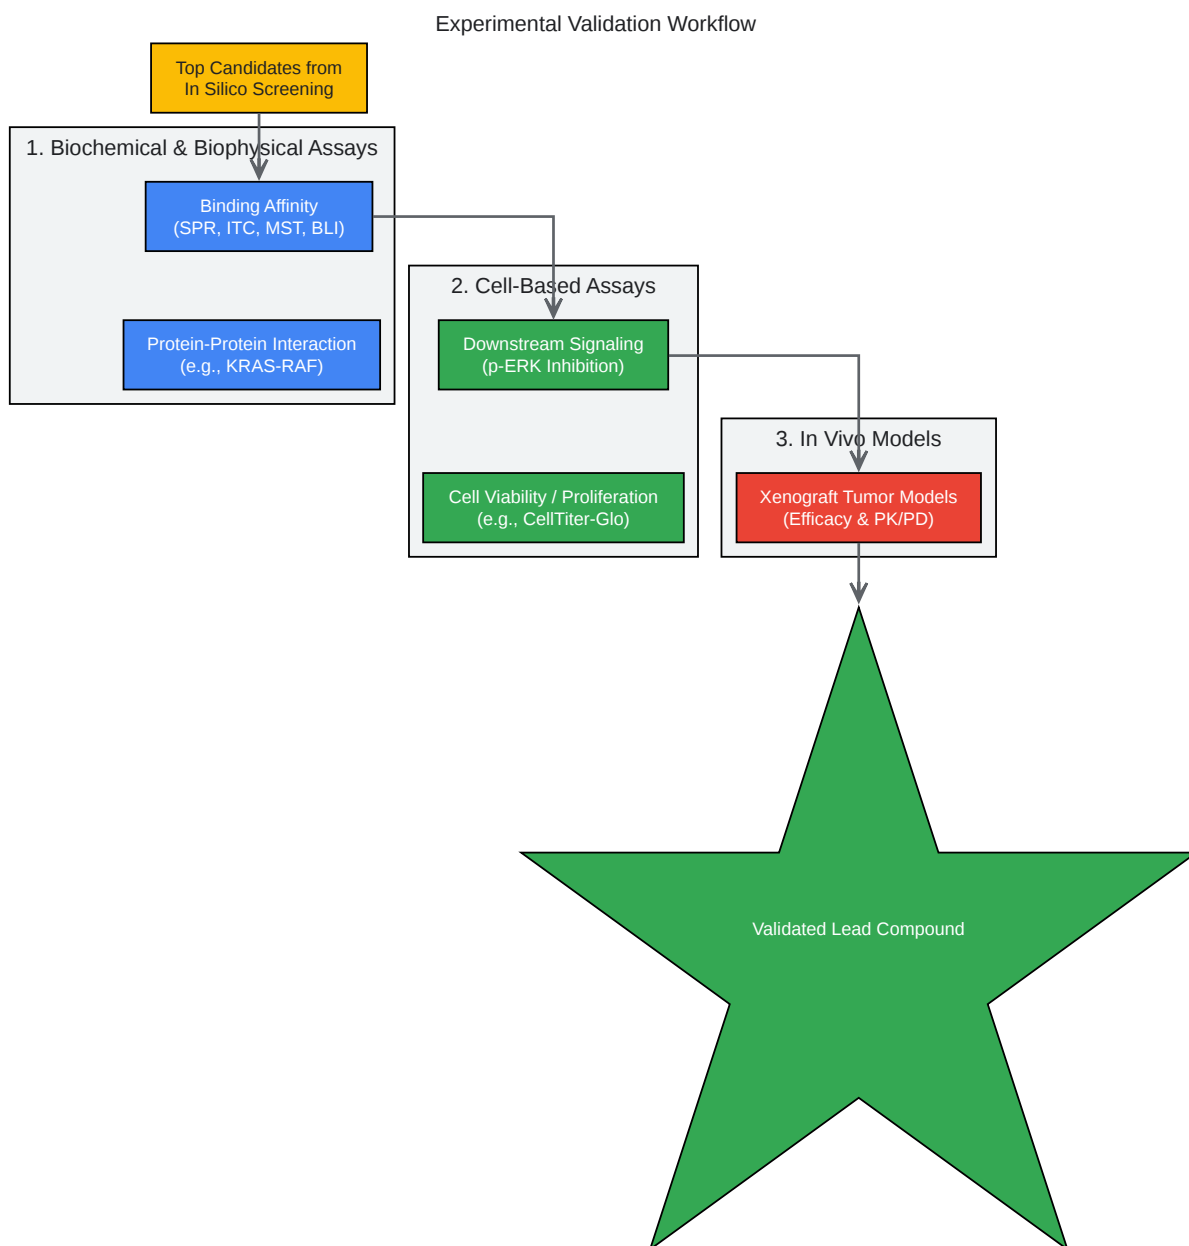 Experimental Validation Workflow
Top Candidates from
In Silico Screening
1. Biochemical & Biophysical Assays
Binding Affinity
(SPR, ITC, MST, BLI)
Protein-Protein Interaction
(e.g., KRAS-RAF)
2. Cell-Based Assays
Downstream Signaling
(p-ERK Inhibition)
Cell Viability / Proliferation
(e.g., CellTiter-Glo)
3. In Vivo Models
Xenograft Tumor Models
(Efficacy & PK/PD)
Validated Lead Compound